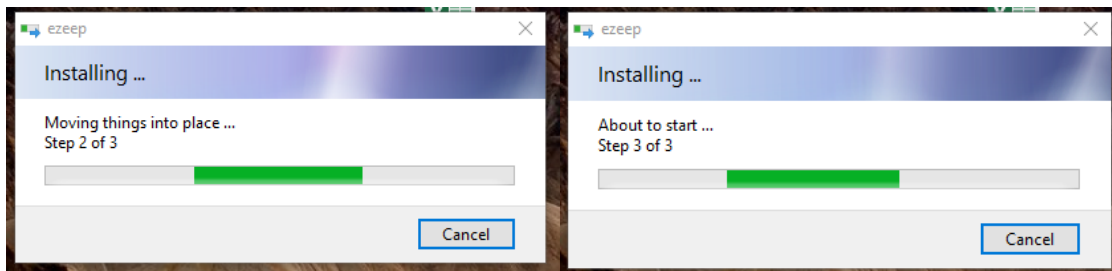 ezeep
Installing ...
Moving things into place ...
Step 2 of 3
Cancel
ezeep
Installing ...
About to start ...
Step 3 of 3
Cancel